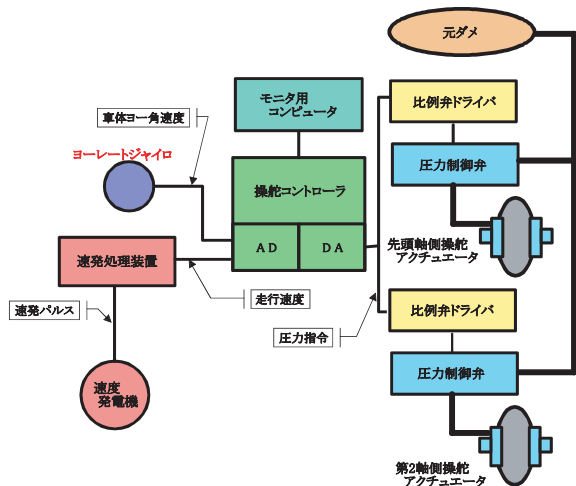 元ダメ
モニタ用
コンピュータ
比例弁ドライバ
車体ヨー角速度
ヨーレートジャイロ
圧力制御弁
操舵コントローラ
AD
DA
先頭軸側操舵
アクチュエータ
速発処理装置
走行速度
速発パルス
圧力指令
比例弁ドライバ
圧力制御弁
速度
発電機
第2軸側操舵
アクチュエータ